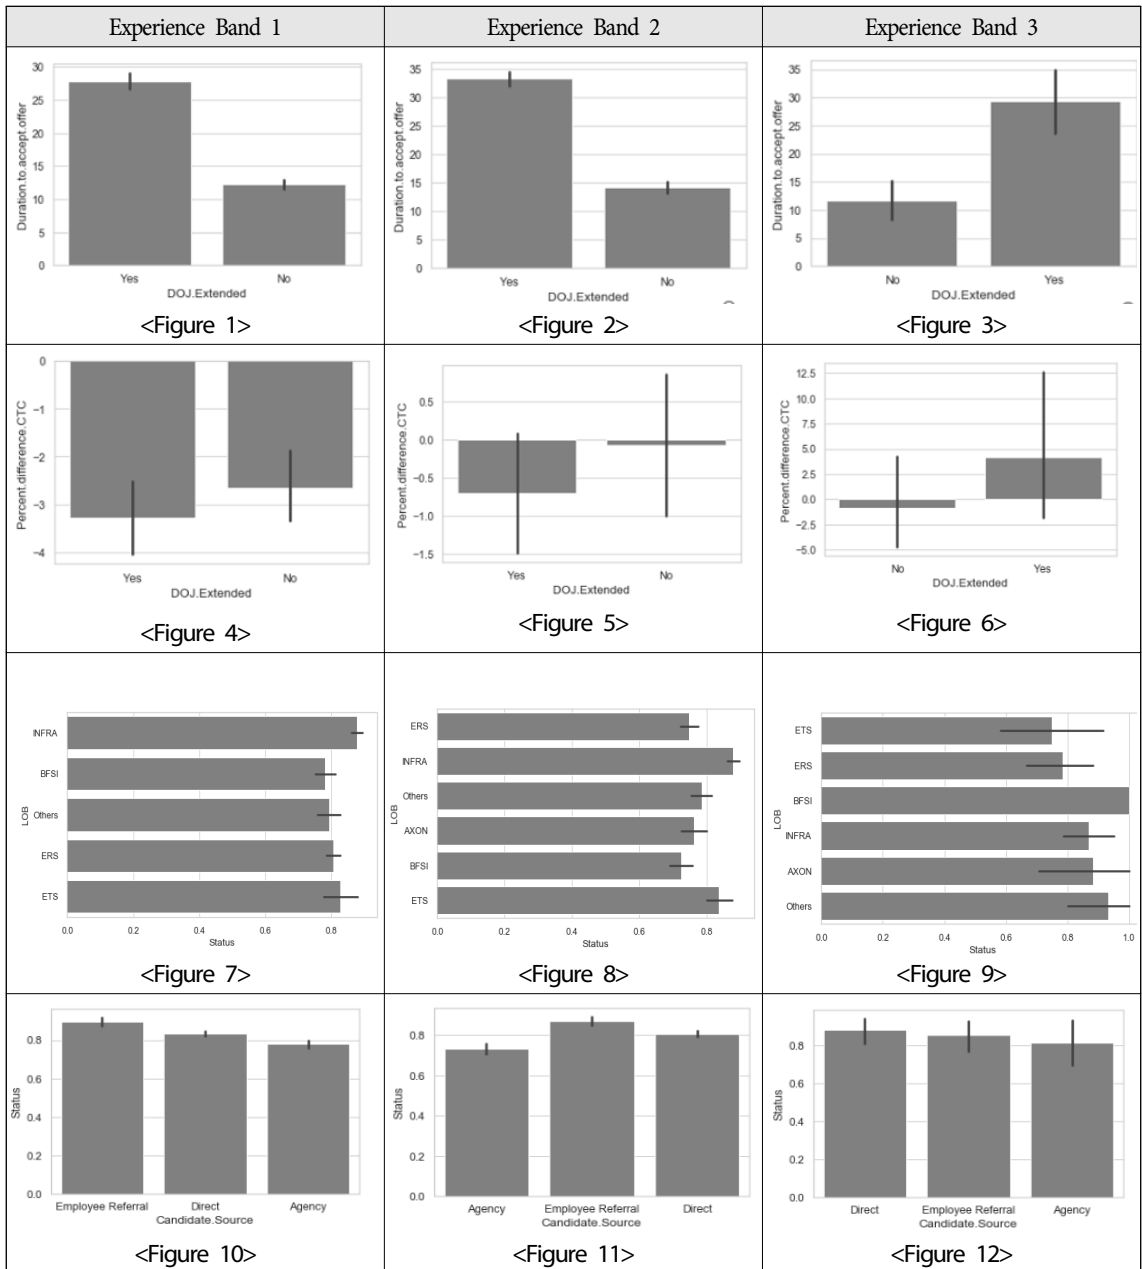 Experience Band 1
Experience Band 2
Experience Band 3
30
25
20
15
10
5
0
Duration.to.accept.offer
Yes
No
DOJ.Extended
<Figure 1>
35
30
25
20
15
10
5
0
Duration.to.accept.offer
Yes
No
DOJ.Extended
<Figure 2>
35
30
25
20
15
10
5
0
Duration.to.accept.offer
No
Yes
DOJ.Extended
<Figure 3>
0
−1
−2
−3
−4
Percent.difference.CTC
Yes
No
DOJ.Extended
<Figure 4>
0.5
0.0
−0.5
−1.0
−1.5
Percent.difference.CTC
Yes
No
DOJ.Extended
<Figure 5>
12.5
10.0
7.5
5.0
2.5
0.0
−2.5
−5.0
Percent.difference.CTC
No
Yes
DOJ.Extended
<Figure 6>
INFRA
BFSI
Others
ERS
ETS
LOB
0.0 0.2 0.4 0.6 0.8
Status
<Figure 7>
ERS
INFRA
Others
AXON
BFSI
ETS
LOB
0.0 0.2 0.4 0.6 0.8
Status
<Figure 8>
ETS
ERS
BFSI
INFRA
AXON
Others
LOB
0.0 0.2 0.4 0.6 0.8 1.0
Status
<Figure 9>
0.8
0.6
0.4
0.2
0.0
Status
Employee Referral Direct Agency
Candidate.Source
<Figure 10>
0.8
0.6
0.4
0.2
0.0
Status
Agency Employee Referral Direct
Candidate.Source
<Figure 11>
0.8
0.6
0.4
0.2
0.0
Status
Direct Employee Referral Agency
Candidate.Source
<Figure 12>